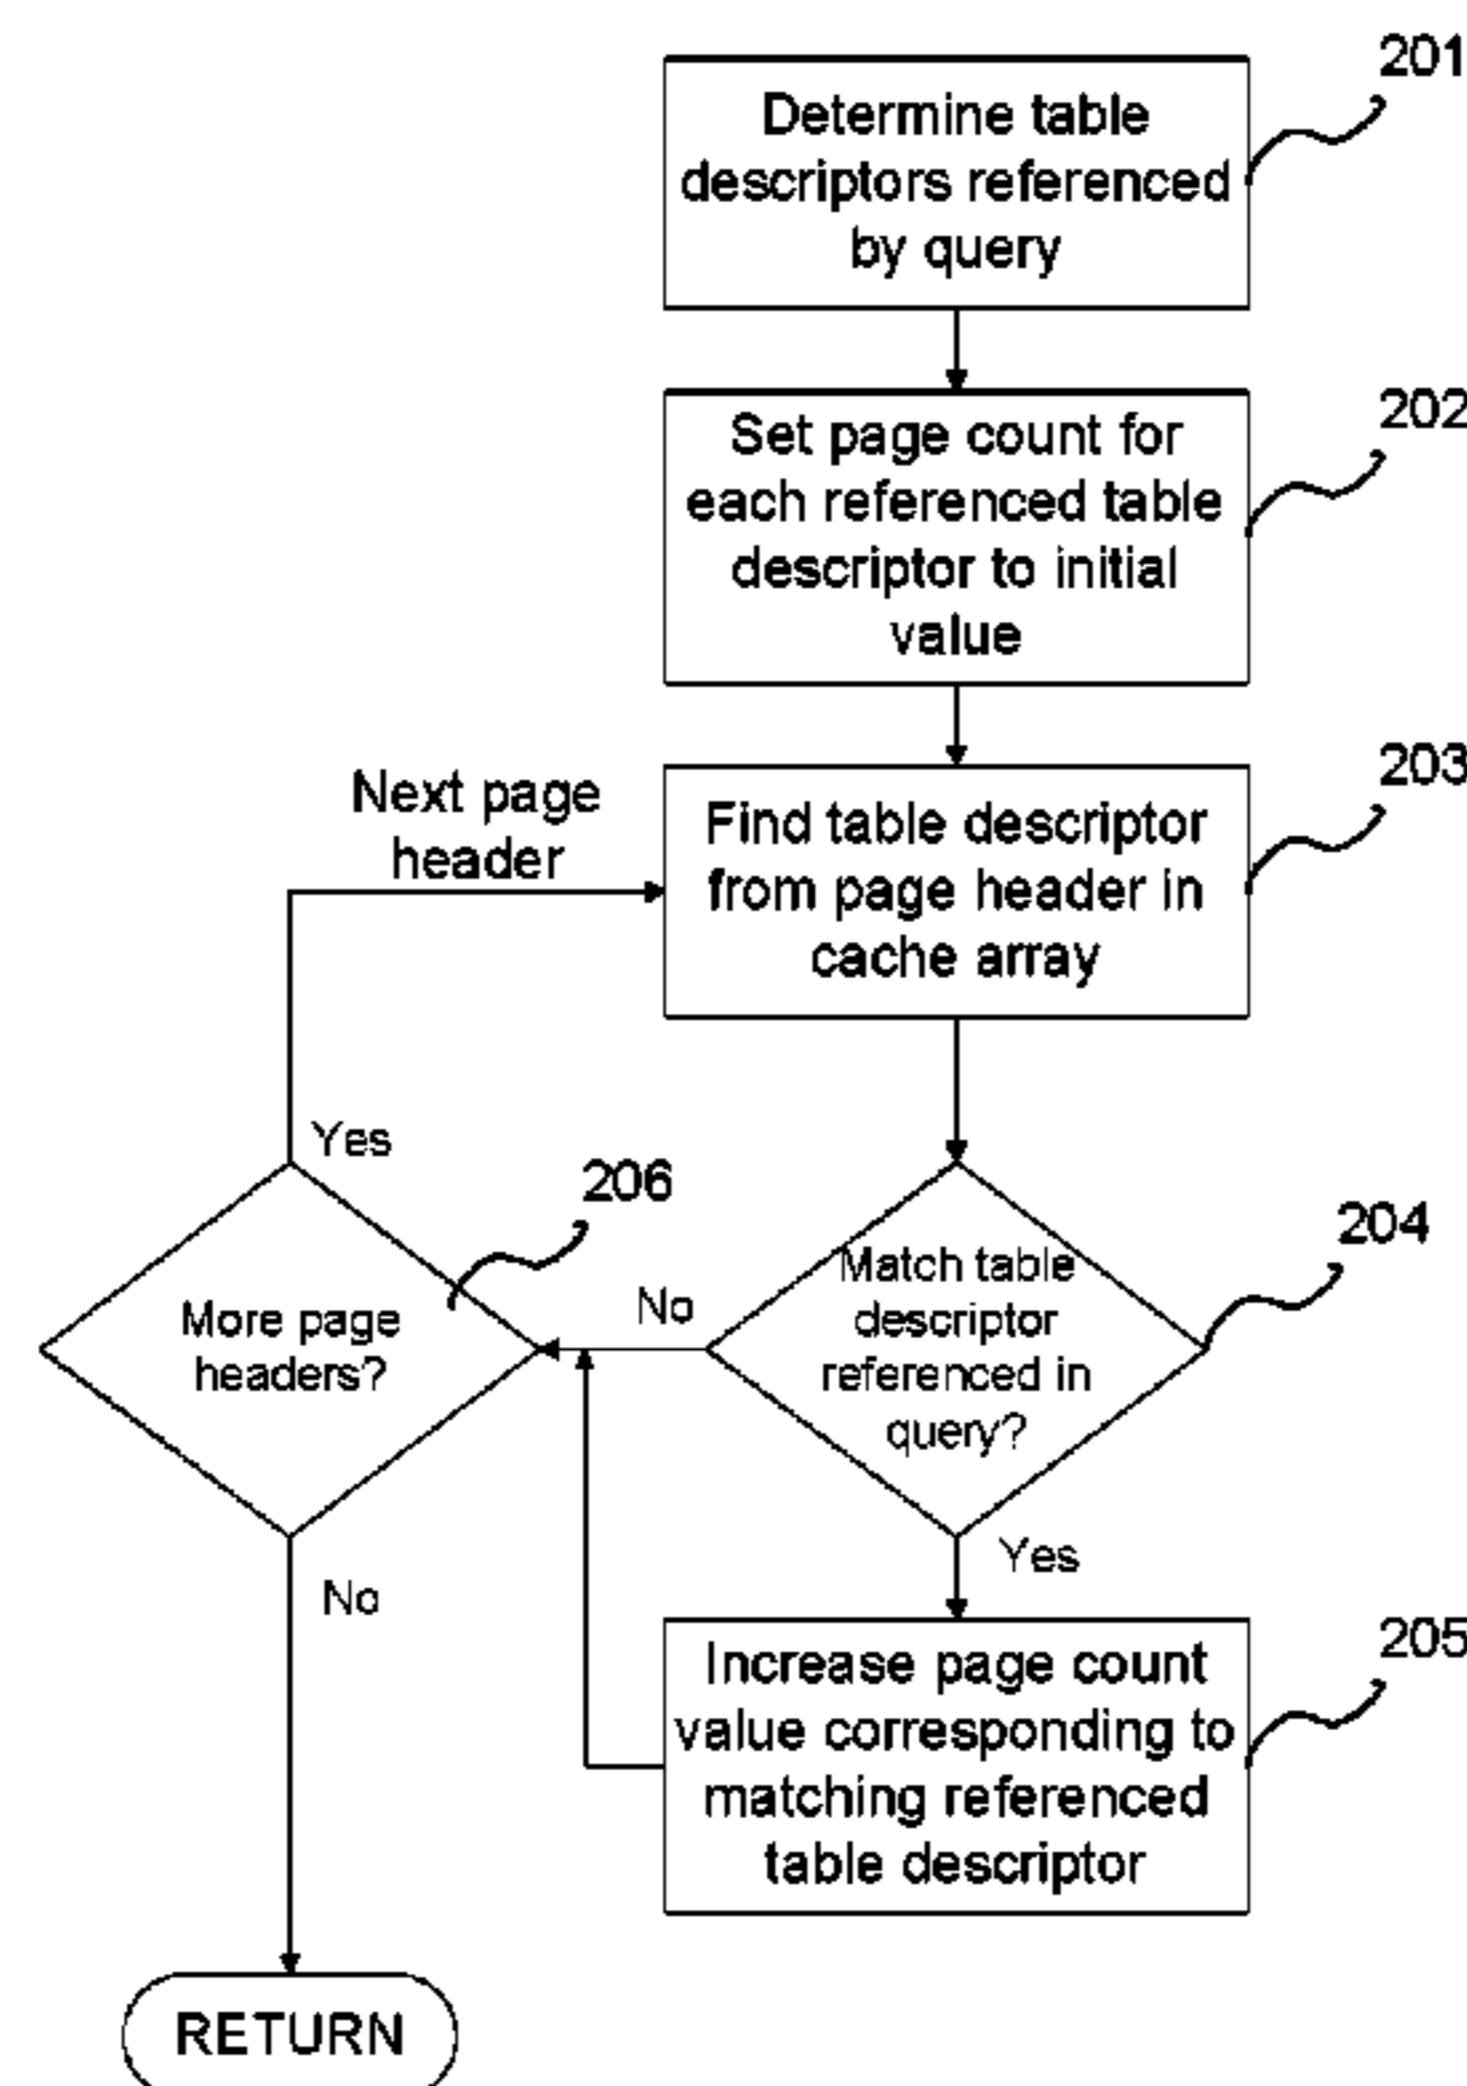 201
Determine table
descriptors referenced
by query
202
Set page count for
each referenced table
descriptor to initial
value
203
Next page
header
Find table descriptor
from page header in
cache array
Yes
206
204
More page
headers?
No
Match table
descriptor
referenced in
query?
Yes
No
205
Increase page count
value corresponding to
matching referenced
table descriptor
RETURN